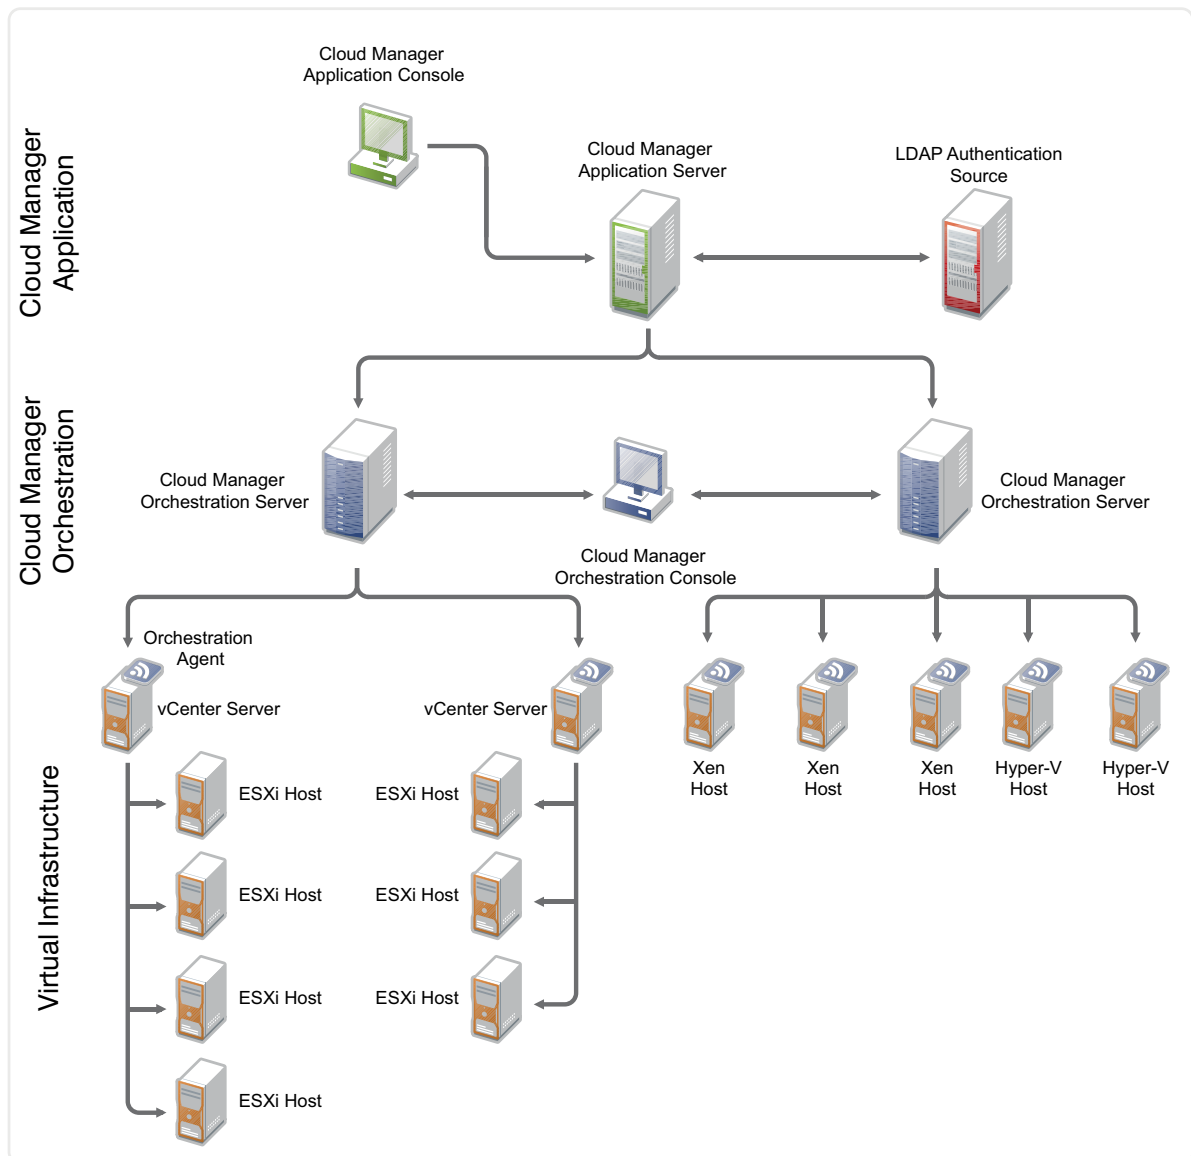 Cloud Manager
Application Console
Cloud Manager
Application Server
LDAP Authentication
Source
Cloud Manager
Application
Cloud Manager
Orchestration Server
Cloud Manager
Orchestration Server
Cloud Manager
Orchestration Console
Cloud Manager
Orchestration
Orchestration
Agent
vCenter Server
vCenter Server
Xen
Host
Xen
Host
Xen
Host
Hyper-V
Host
Hyper-V
Host
ESXi Host
ESXi Host
ESXi Host
ESXi Host
ESXi Host
ESXi Host
ESXi Host
Virtual Infrastructure